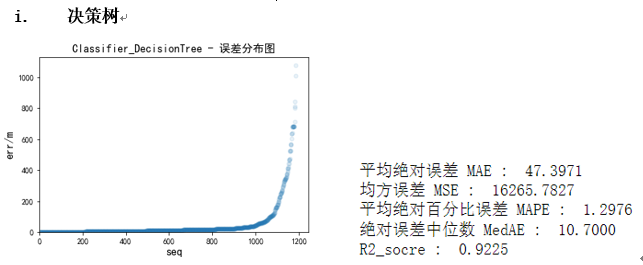 i. 决策树
Classifier_DecisionTree - 误差分布图
1000
800
600
400
200
0
err/m
0 200 400 600 800 1000 1200
seq
平均绝对误差 MAE : 47.3971
均方误差 MSE : 16265.7827
平均绝对百分比误差 MAPE : 1.2976
绝对误差中位数 MedAE : 10.7000
R2_socre : 0.9225